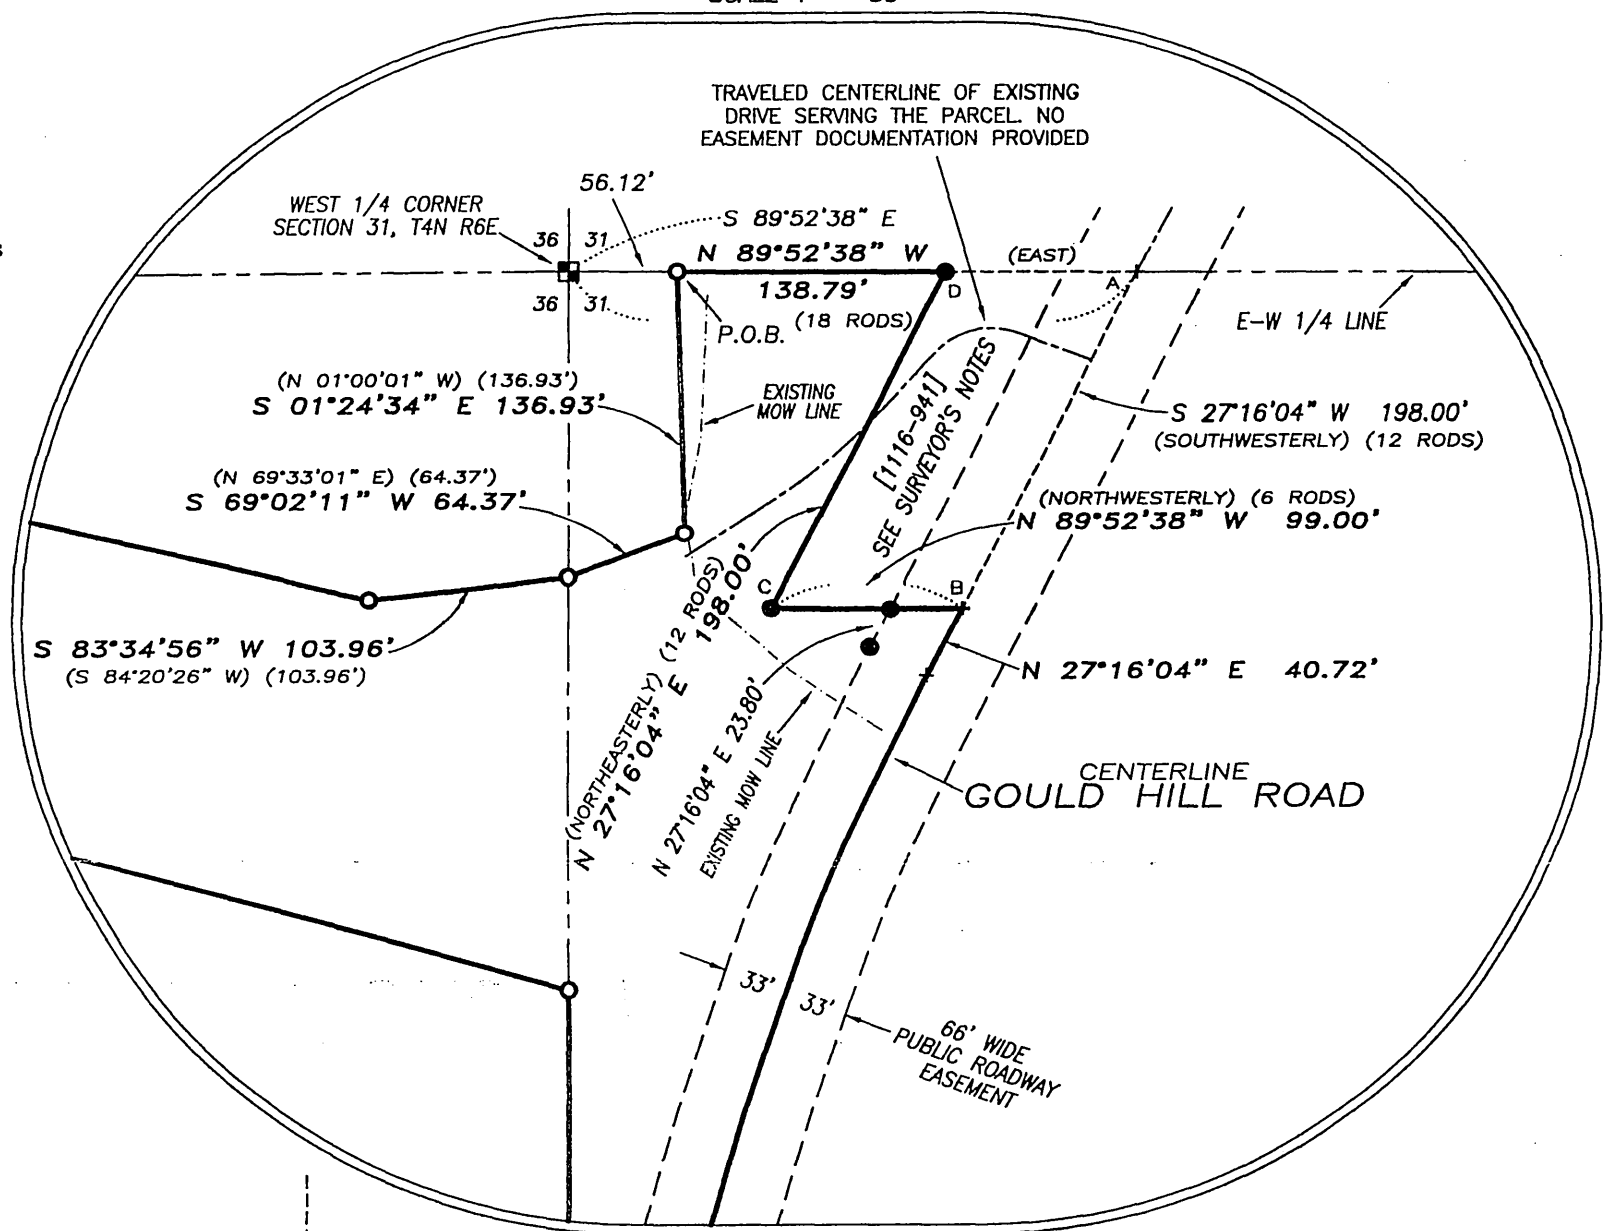 TRAVELED CENTERLINE OF EXISTING
DRIVE SERVING THE PARCEL. NO
EASEMENT DOCUMENTATION PROVIDED
56.12'
WEST 1/4 CORNER
SECTION 31, T4N R6E
36 31
36 31
S 89°52'38" E
N 89°52'38" W
138.79'
(18 RODS)
P.O.B.
D
(EAST)
A
E-W 1/4 LINE
(N 01°00'01" W) (136.93')
S 01°24'34" E 136.93'
EXISTING
MOW LINE
[1116-941]
SEE SURVEYOR'S NOTES
S 27°16'04" W 198.00'
(SOUTHWESTERLY) (12 RODS)
(N 69°33'01" E) (64.37')
S 69°02'11" W 64.37'
(NORTHWESTERLY) (6 RODS)
N 89°52'38" W 99.00'
C
B
S 83°34'56" W 103.96'
(S 84°20'26" W) (103.96')
(NORTHEASTERLY) (12 RODS)
N 27°16'04" E 198.00'
N 27°16'04" E 23.80'
EXISTING MOW LINE
N 27°16'04" E 40.72'
CENTERLINE
GOULD HILL ROAD
33'
33'
66' WIDE
PUBLIC ROADWAY
EASEMENT